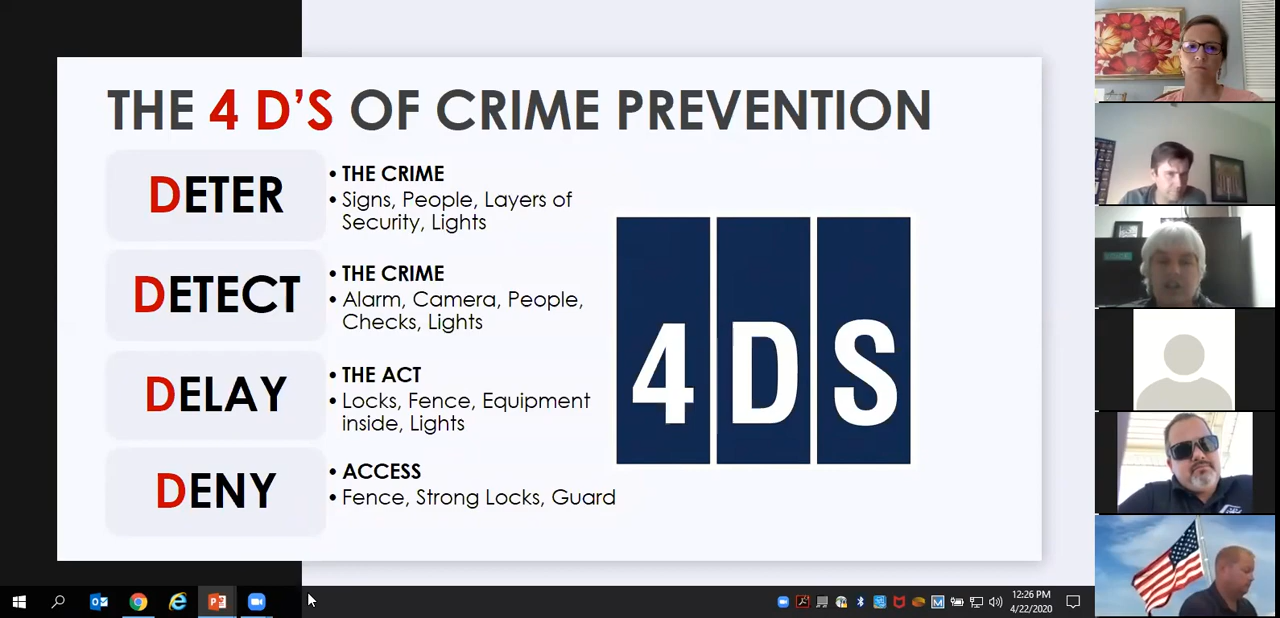 THE 4 D'S OF CRIME PREVENTION
DETER
• THE CRIME
• Signs, People, Layers of
Security, Lights
DETECT
• THE CRIME
• Alarm, Camera, People,
Checks, Lights
DELAY
• THE ACT
• Locks, Fence, Equipment
inside, Lights
DENY
• ACCESS
• Fence, Strong Locks, Guard
4DS
12:26 PM
4/22/2020